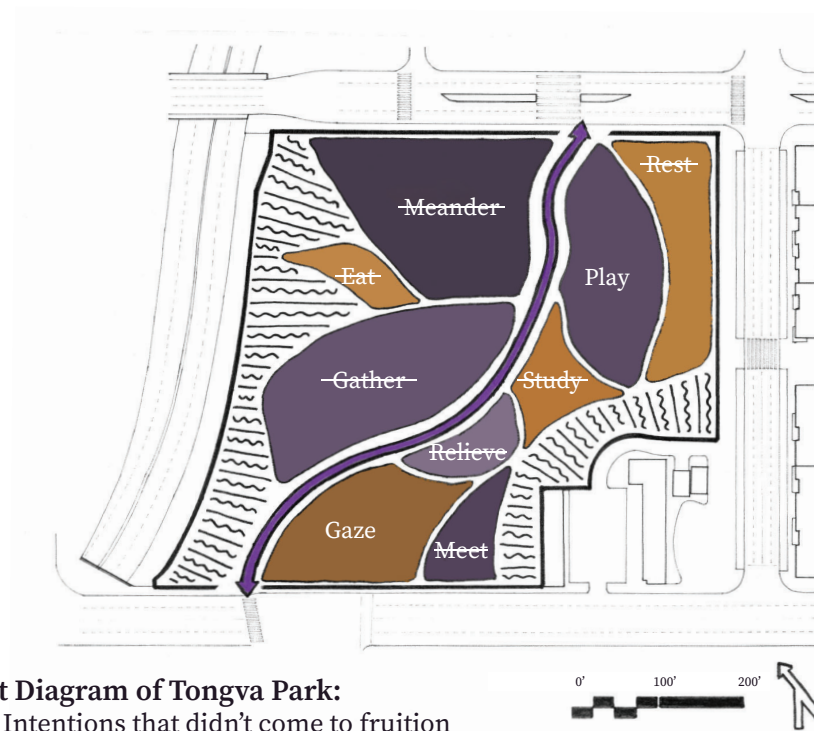 Rest
Meander
Eat
Play
Gather
Study
Relieve
Gaze
Meet
0’ 100’ 200’
t Diagram of Tongva Park:
Intentions that didn’t come to fruition